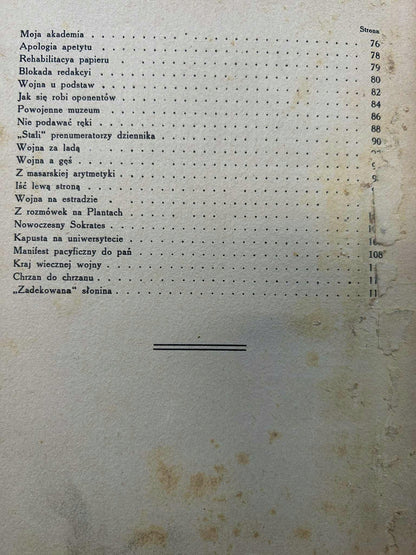 Strona
Moja akademia 76
Apologia apetytu 78
Rehabilitacya papieru 79
Blokada redakcyi 80
Wojna u podstaw 82
Jak się robi oponentów 84
Powojenne muzeum 86
Nie podawać ręki 88
„Stali“ prenumeratorzy dziennika 90
Wojna za ladą
Wojna a gęś
Z masarskiej arytmetyki
Iść lewą stroną
Wojna na estradzie
Z rozmówek na Plantach
Nowoczesny Sokrates
Kapusta na uniwersytecie
Manifest pacyficzny do pań 108
Kraj wiecznej wojny
Chrzan do chrzanu
„Zadekowana“ słonina